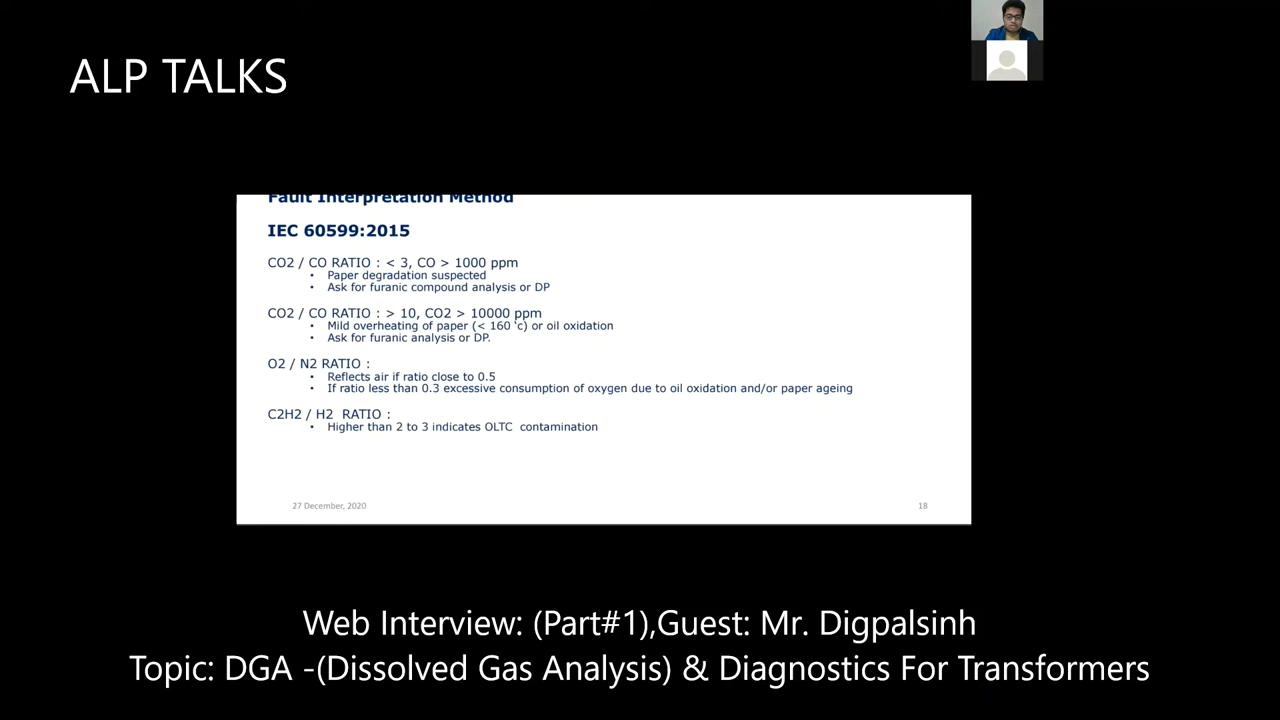 ALP TALKS
Fault Interpretation Method
IEC 60599:2015
CO2 / CO RATIO : < 3, CO > 1000 ppm
• Paper degradation suspected
• Ask for furanic compound analysis or DP
CO2 / CO RATIO : > 10, CO2 > 10000 ppm
• Mild overheating of paper (< 160 'c) or oil oxidation
• Ask for furanic analysis or DP.
O2 / N2 RATIO :
• Reflects air if ratio close to 0.5
• If ratio less than 0.3 excessive consumption of oxygen due to oil oxidation and/or paper ageing
C2H2 / H2 RATIO :
• Higher than 2 to 3 indicates OLTC contamination
27 December, 2020
18
Web Interview: (Part#1),Guest: Mr. Digpalsinh
Topic: DGA -(Dissolved Gas Analysis) & Diagnostics For Transformers